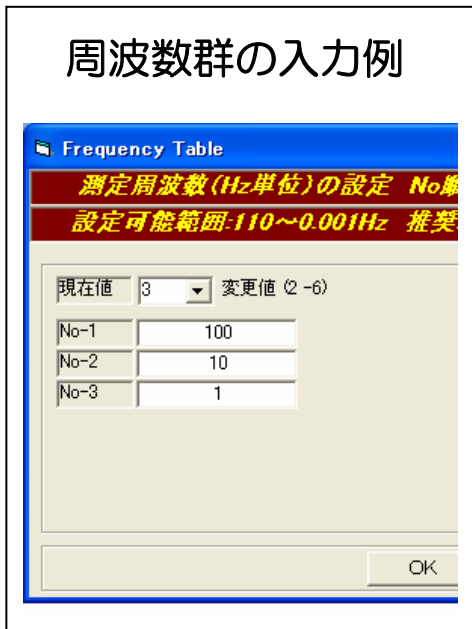 周波数群の入力例
Frequency Table
測定周波数(Hz単位)の設定 No
設定可能範囲:110～0.001Hz 推奨
現在値 3 変更値 (2 -6)
No-1 100
No-2 10
No-3 1
OK